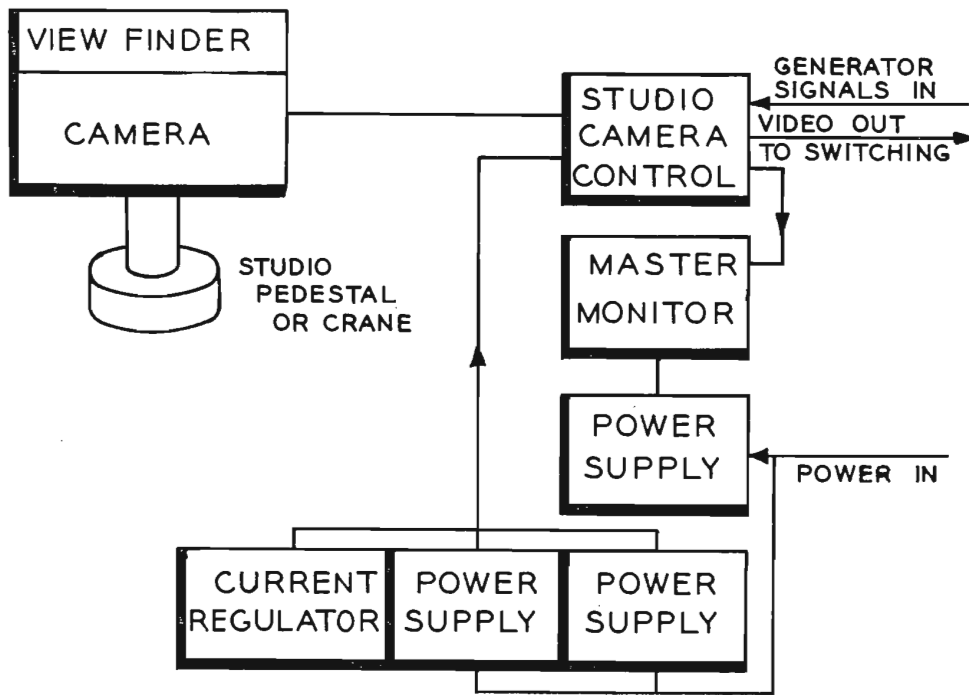 VIEW FINDER
CAMERA
STUDIO
PEDESTAL
OR CRANE
STUDIO
CAMERA
CONTROL
GENERATOR
SIGNALS IN
VIDEO OUT
TO SWITCHING
MASTER
MONITOR
POWER
SUPPLY
POWER IN
CURRENT
REGULATOR
POWER
SUPPLY
POWER
SUPPLY